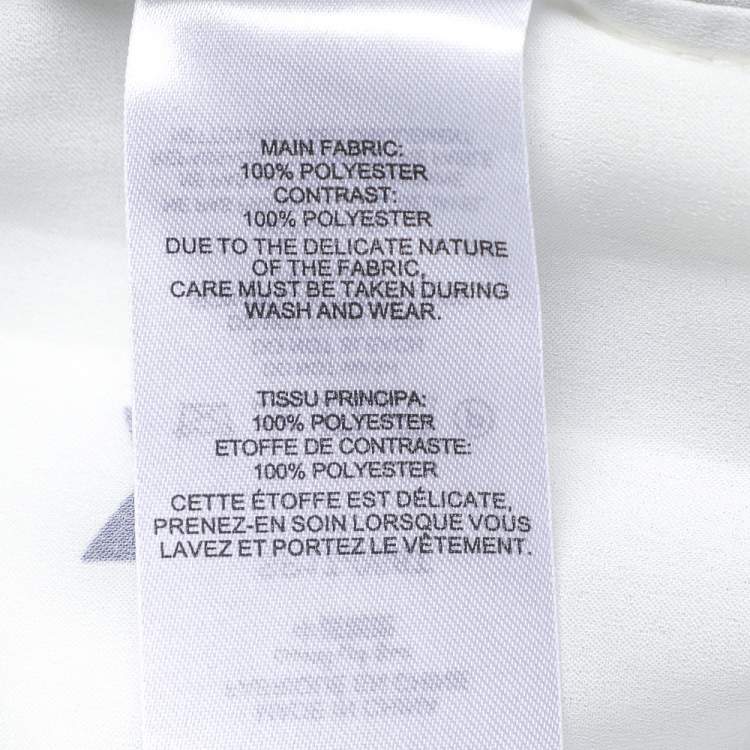 MAIN FABRIC:
100% POLYESTER
CONTRAST:
100% POLYESTER
DUE TO THE DELICATE NATURE
OF THE FABRIC,
CARE MUST BE TAKEN DURING
WASH AND WEAR.
TISSU PRINCIPA:
100% POLYESTER
ETOFFE DE CONTRASTE:
100% POLYESTER
CETTE ÉTOFFE EST DÉLICATE,
PRENEZ-EN SOIN LORSQUE VOUS
LAVEZ ET PORTEZ LE VÊTEMENT.